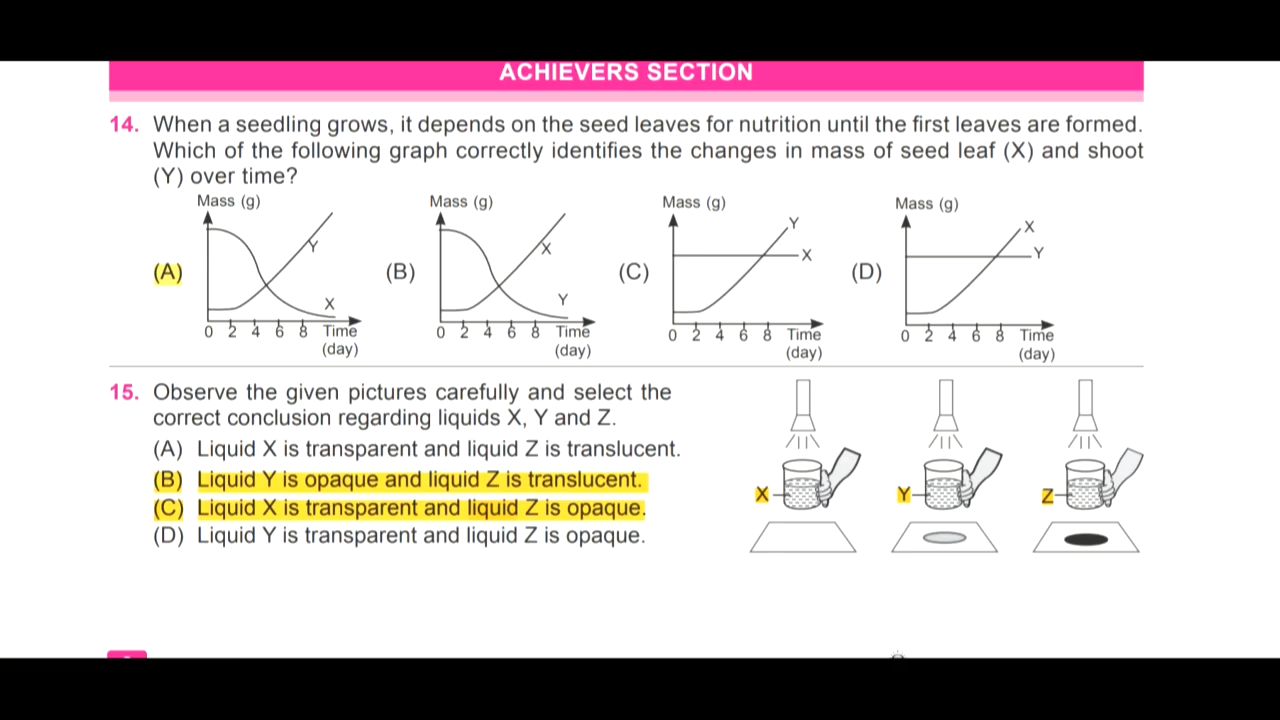 ACHIEVERS SECTION
14. When a seedling grows, it depends on the seed leaves for nutrition until the first leaves are formed.
Which of the following graph correctly identifies the changes in mass of seed leaf (X) and shoot
(Y) over time?
(A)
Mass (g)
Y
X
0 2 4 6 8 Time
(day)
(B)
Mass (g)
X
Y
0 2 4 6 8 Time
(day)
(C)
Mass (g)
Y
X
0 2 4 6 8 Time
(day)
(D)
Mass (g)
X
Y
0 2 4 6 8 Time
(day)
15. Observe the given pictures carefully and select the
correct conclusion regarding liquids X, Y and Z.
(A) Liquid X is transparent and liquid Z is translucent.
(B) Liquid Y is opaque and liquid Z is translucent.
(C) Liquid X is transparent and liquid Z is opaque.
(D) Liquid Y is transparent and liquid Z is opaque.
X
Y
Z